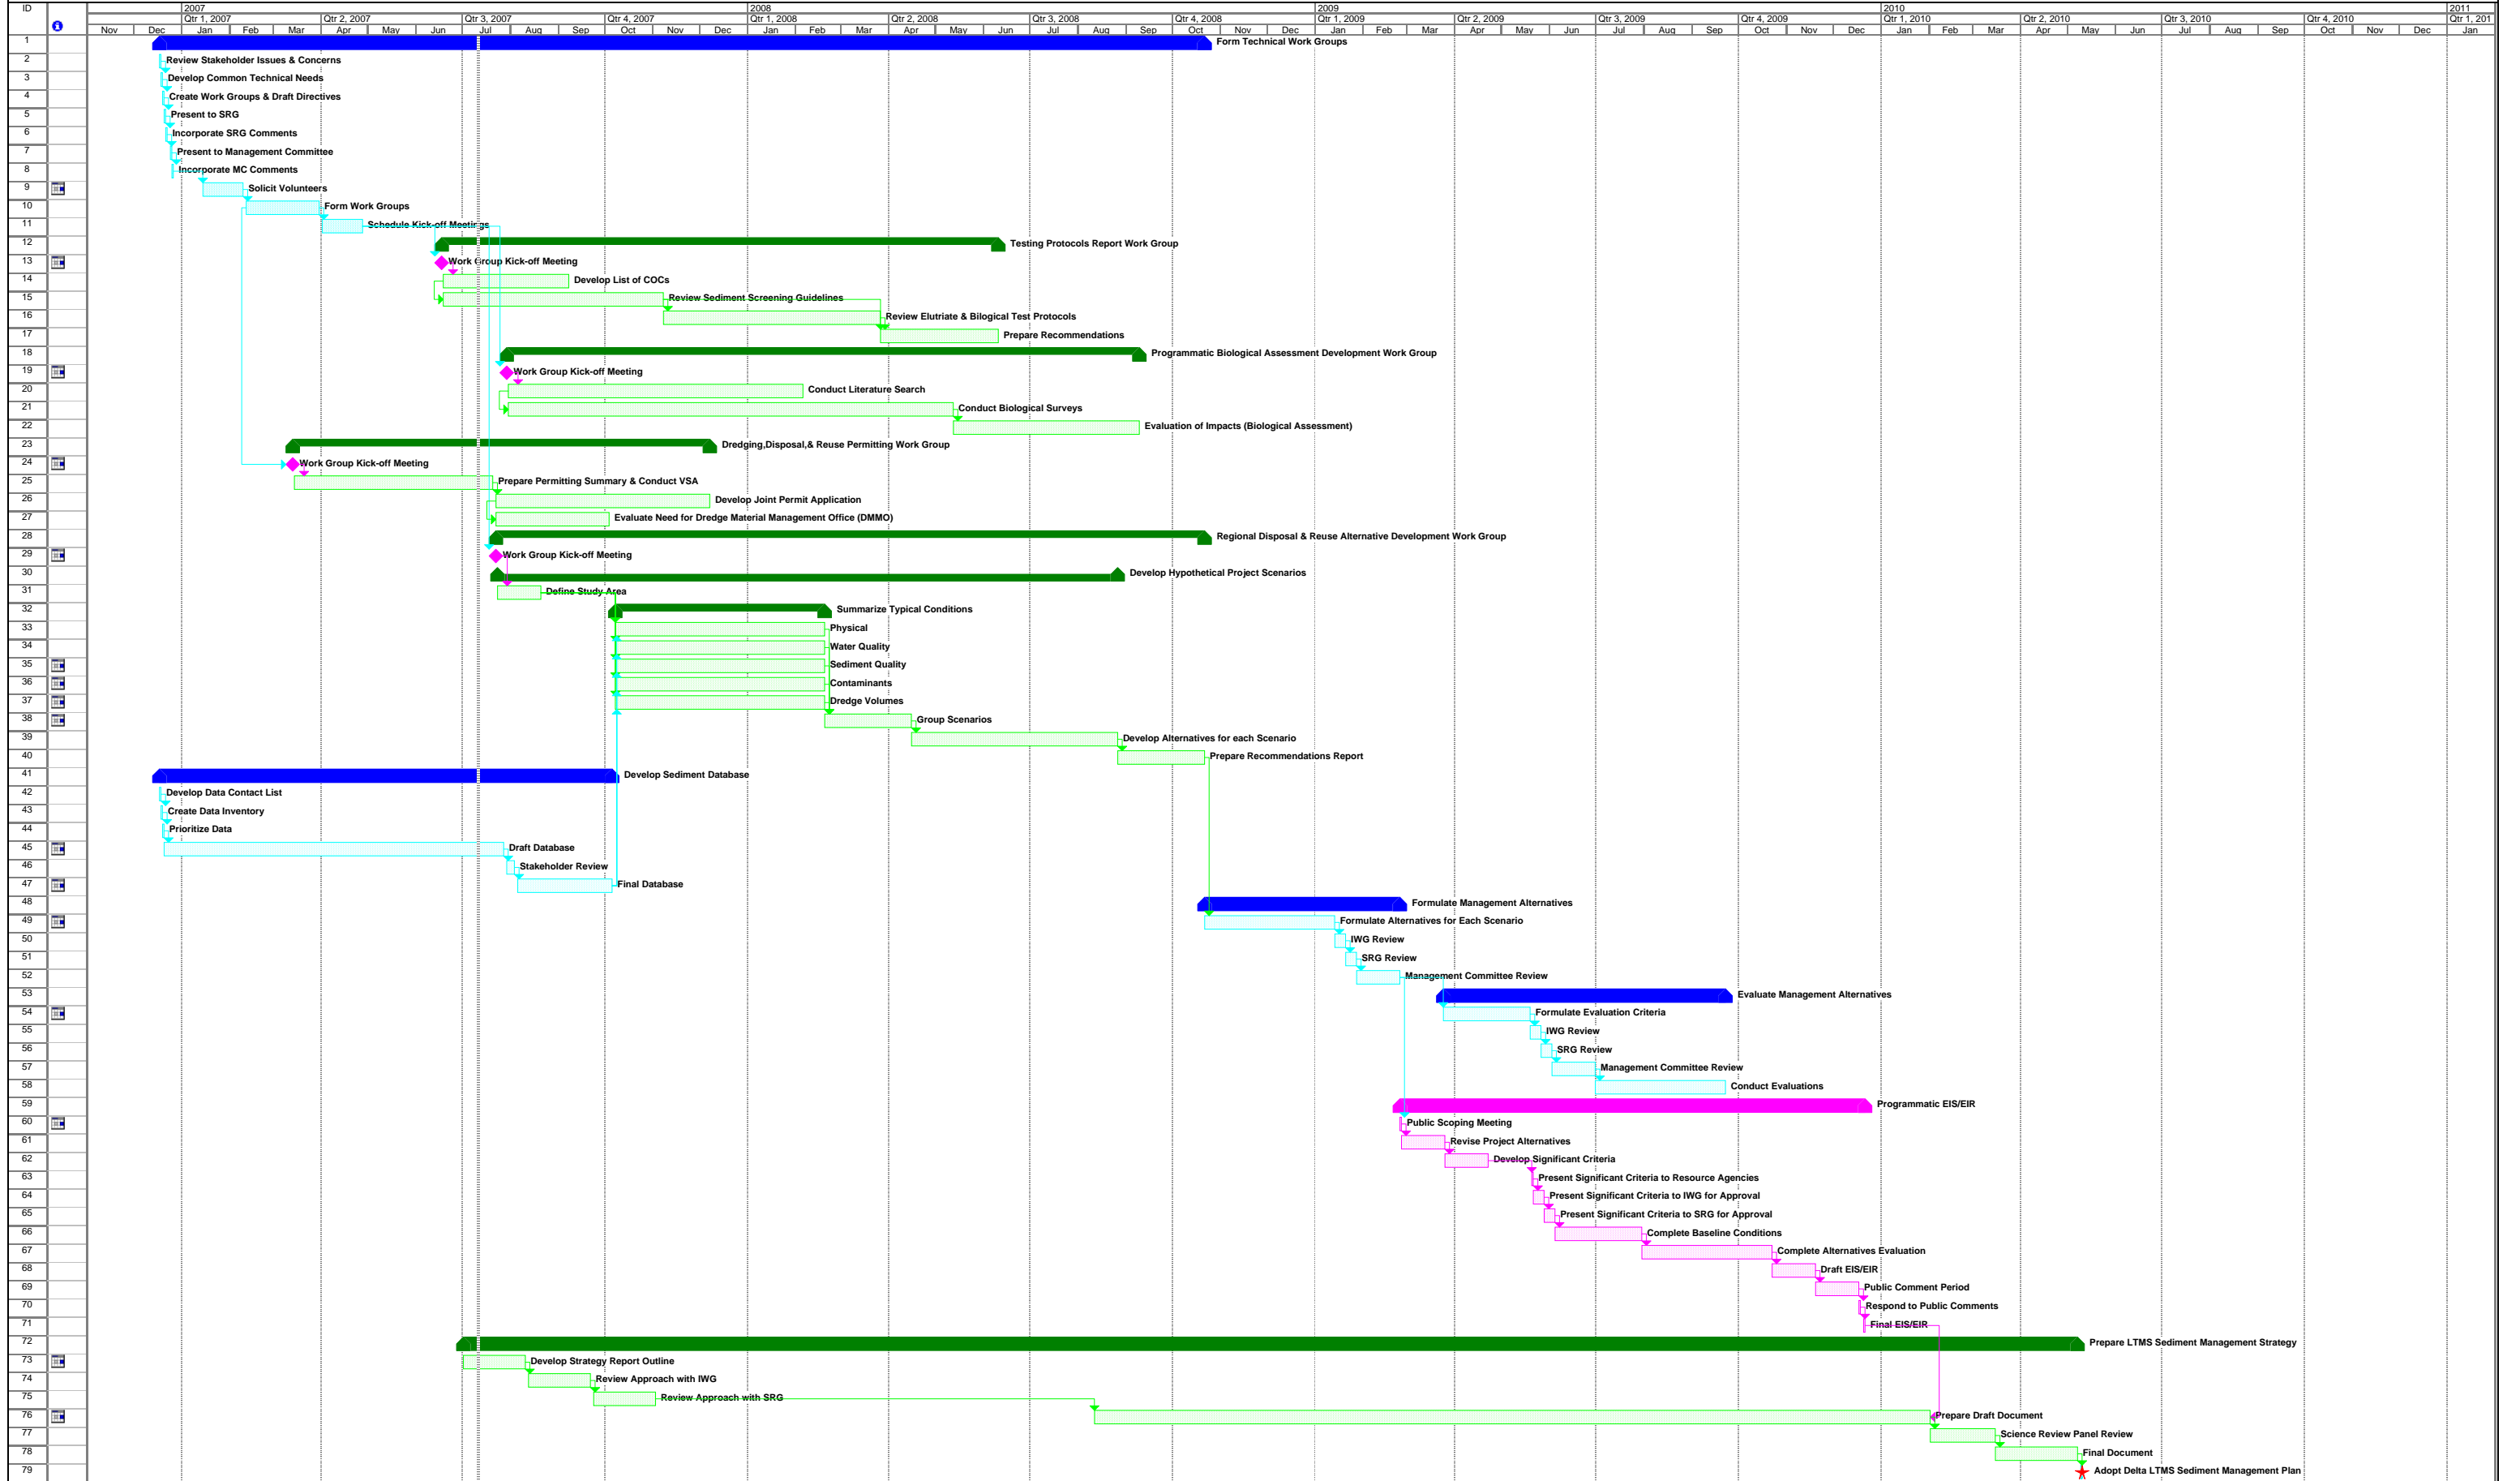 ID
2007 2008 2009 2010 2011
Qtr 1, 2007 Qtr 2, 2007 Qtr 3, 2007 Qtr 4, 2007 Qtr 1, 2008 Qtr 2, 2008 Qtr 3, 2008 Qtr 4, 2008 Qtr 1, 2009 Qtr 2, 2009 Qtr 3, 2009 Qtr 4, 2009 Qtr 1, 2010 Qtr 2, 2010 Qtr 3, 2010 Qtr 4, 2010 Qtr 1, 201
Nov Dec Jan Feb Mar Apr May Jun Jul Aug Sep Oct Nov Dec Jan Feb Mar Apr May Jun Jul Aug Sep Oct Nov Dec Jan Feb Mar Apr May Jun Jul Aug Sep Oct Nov Dec Jan Feb Mar Apr May Jun Jul Aug Sep Oct Nov Dec Jan
1 Form Technical Work Groups
2 Review Stakeholder Issues & Concerns
3 Develop Common Technical Needs
4 Create Work Groups & Draft Directives
5 Present to SRG
6 Incorporate SRG Comments
7 Present to Management Committee
8 Incorporate MC Comments
9 Solicit Volunteers
10 Form Work Groups
11 Schedule Kick-off Meetings
12 Testing Protocols Report Work Group
13 Work Group Kick-off Meeting
14 Develop List of COCs
15 Review Sediment Screening Guidelines
16 Review Elutriate & Bilogical Test Protocols
17 Prepare Recommendations
18 Programmatic Biological Assessment Development Work Group
19 Work Group Kick-off Meeting
20 Conduct Literature Search
21 Conduct Biological Surveys
22 Evaluation of Impacts (Biological Assessment)
23 Dredging,Disposal,& Reuse Permitting Work Group
24 Work Group Kick-off Meeting
25 Prepare Permitting Summary & Conduct VSA
26 Develop Joint Permit Application
27 Evaluate Need for Dredge Material Management Office (DMMO)
28 Regional Disposal & Reuse Alternative Development Work Group
29 Work Group Kick-off Meeting
30 Develop Hypothetical Project Scenarios
31 Define Study Area
32 Summarize Typical Conditions
33 Physical
34 Water Quality
35 Sediment Quality
36 Contaminants
37 Dredge Volumes
38 Group Scenarios
39 Develop Alternatives for each Scenario
40 Prepare Recommendations Report
41 Develop Sediment Database
42 Develop Data Contact List
43 Create Data Inventory
44 Prioritize Data
45 Draft Database
46 Stakeholder Review
47 Final Database
48 Formulate Management Alternatives
49 Formulate Alternatives for Each Scenario
50 IWG Review
51 SRG Review
52 Management Committee Review
53 Evaluate Management Alternatives
54 Formulate Evaluation Criteria
55 IWG Review
56 SRG Review
57 Management Committee Review
58 Conduct Evaluations
59 Programmatic EIS/EIR
60 Public Scoping Meeting
61 Revise Project Alternatives
62 Develop Significant Criteria
63 Present Significant Criteria to Resource Agencies
64 Present Significant Criteria to IWG for Approval
65 Present Significant Criteria to SRG for Approval
66 Complete Baseline Conditions
67 Complete Alternatives Evaluation
68 Draft EIS/EIR
69 Public Comment Period
70 Respond to Public Comments
71 Final EIS/EIR
72 Prepare LTMS Sediment Management Strategy
73 Develop Strategy Report Outline
74 Review Approach with IWG
75 Review Approach with SRG
76 Prepare Draft Document
77 Science Review Panel Review
78 Final Document
79 Adopt Delta LTMS Sediment Management Plan